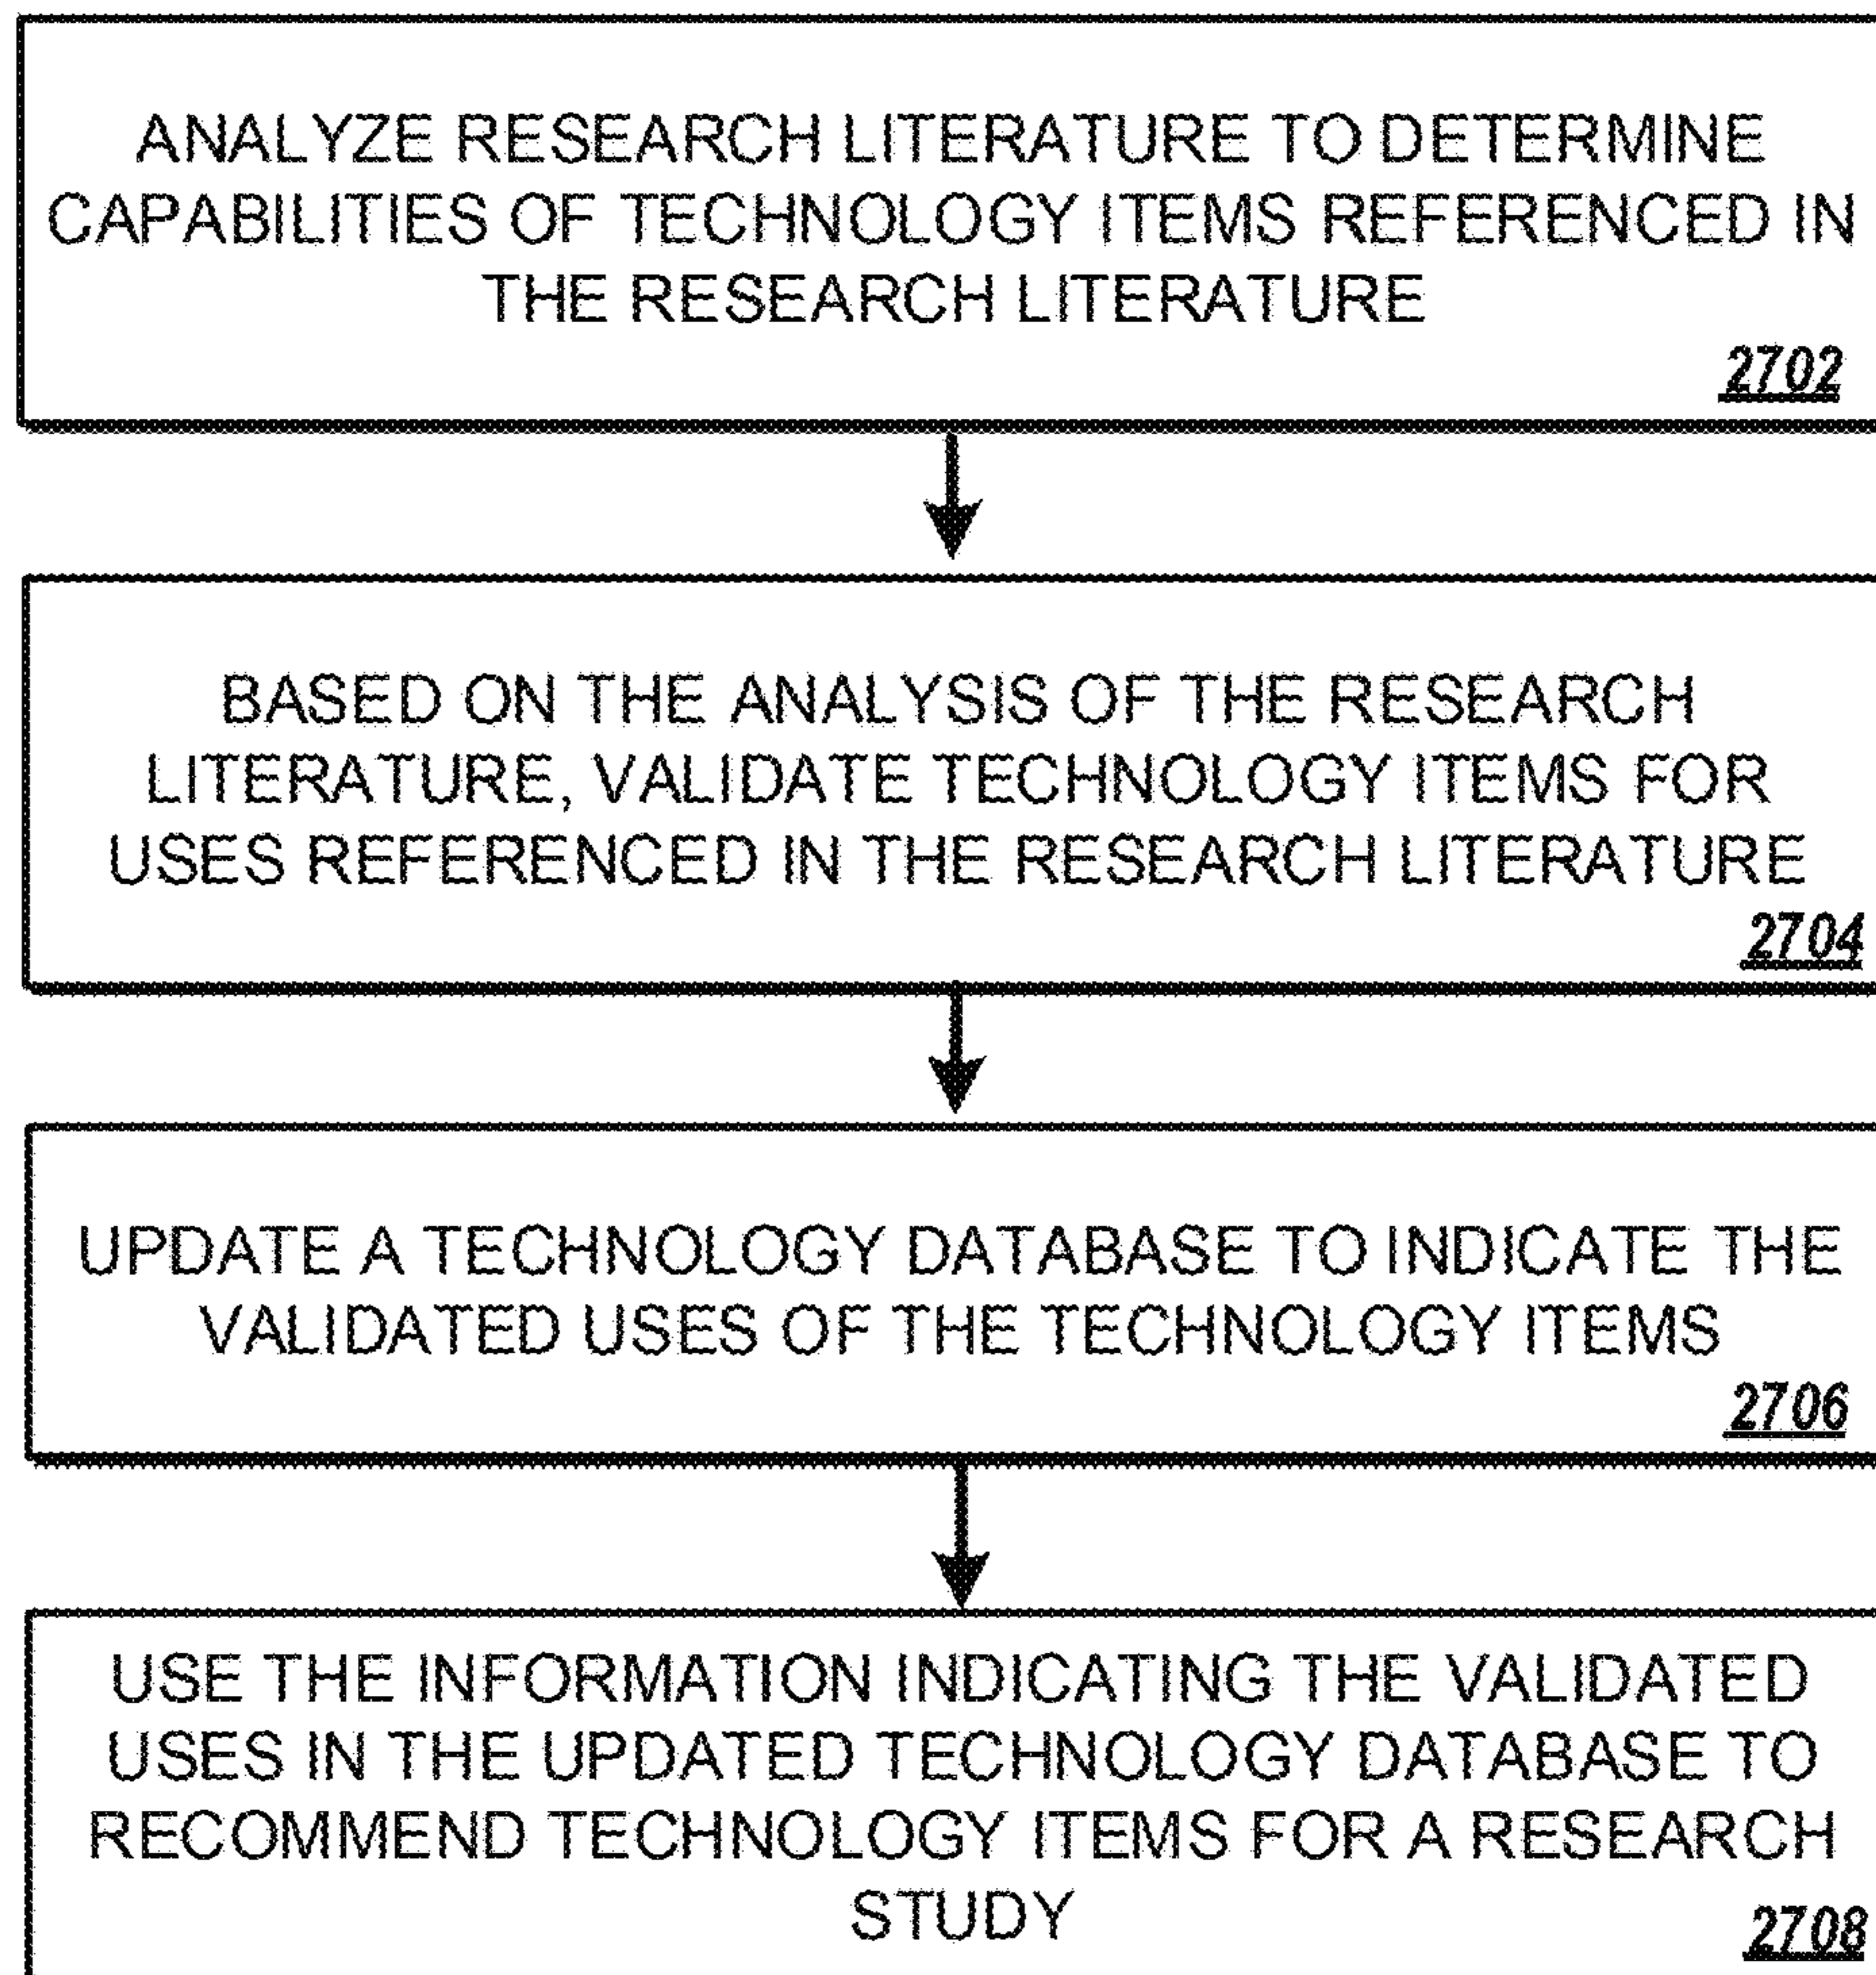 ANALYZE RESEARCH LITERATURE TO DETERMINE
CAPABILITIES OF TECHNOLOGY ITEMS REFERENCED IN
THE RESEARCH LITERATURE
2702
BASED ON THE ANALYSIS OF THE RESEARCH
LITERATURE, VALIDATE TECHNOLOGY ITEMS FOR
USES REFERENCED IN THE RESEARCH LITERATURE
2704
UPDATE A TECHNOLOGY DATABASE TO INDICATE THE
VALIDATED USES OF THE TECHNOLOGY ITEMS
2706
USE THE INFORMATION INDICATING THE VALIDATED
USES IN THE UPDATED TECHNOLOGY DATABASE TO
RECOMMEND TECHNOLOGY ITEMS FOR A RESEARCH
STUDY
2708